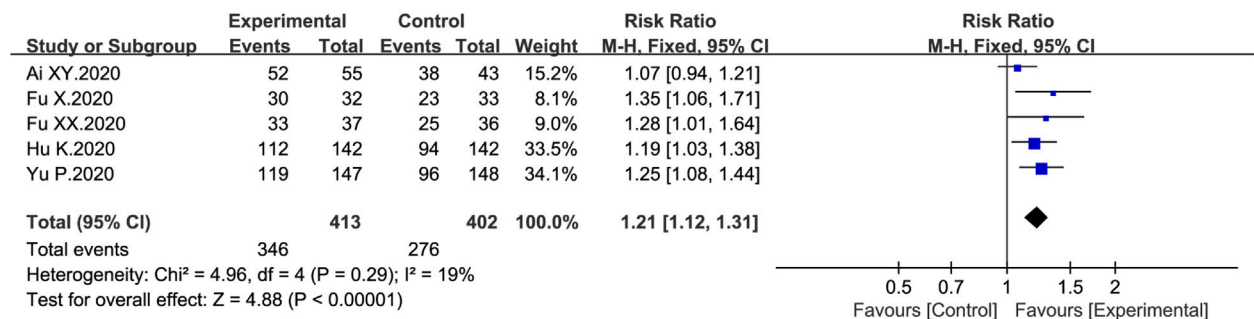 Experimental Control Risk Ratio Risk Ratio
Study or Subgroup Events Total Events Total Weight M-H, Fixed, 95% CI M-H, Fixed, 95% CI
Ai XY.2020 52 55 38 43 15.2% 1.07 [0.94, 1.21]
Fu X.2020 30 32 23 33 8.1% 1.35 [1.06, 1.71]
Fu XX.2020 33 37 25 36 9.0% 1.28 [1.01, 1.64]
Hu K.2020 112 142 94 142 33.5% 1.19 [1.03, 1.38]
Yu P.2020 119 147 96 148 34.1% 1.25 [1.08, 1.44]
Total (95% CI) 413 402 100.0% 1.21 [1.12, 1.31]
Total events 346 276
Heterogeneity: Chi² = 4.96, df = 4 (P = 0.29); I² = 19%
Test for overall effect: Z = 4.88 (P < 0.00001)
0.5 0.7 1 1.5 2
Favours [Control] Favours [Experimental]